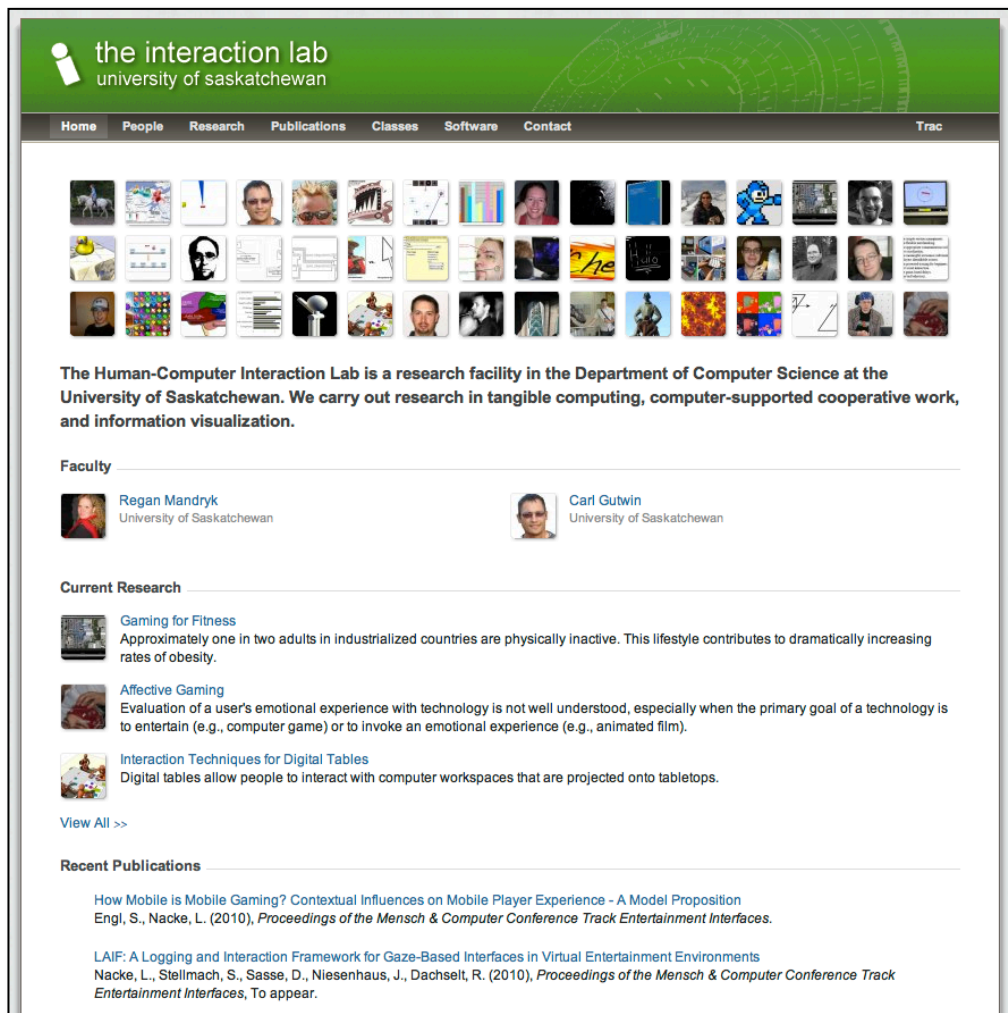 the interaction lab
university of saskatchewan
Home People Research Publications Classes Software Contact Trac
The Human-Computer Interaction Lab is a research facility in the Department of Computer Science at the
University of Saskatchewan. We carry out research in tangible computing, computer-supported cooperative work,
and information visualization.
Faculty
Regan Mandryk
University of Saskatchewan
Carl Gutwin
University of Saskatchewan
Current Research
Gaming for Fitness
Approximately one in two adults in industrialized countries are physically inactive. This lifestyle contributes to dramatically increasing
rates of obesity.
Affective Gaming
Evaluation of a user's emotional experience with technology is not well understood, especially when the primary goal of a technology is
to entertain (e.g., computer game) or to invoke an emotional experience (e.g., animated film).
Interaction Techniques for Digital Tables
Digital tables allow people to interact with computer workspaces that are projected onto tabletops.
View All >>
Recent Publications
How Mobile is Mobile Gaming? Contextual Influences on Mobile Player Experience - A Model Proposition
Engl, S., Nacke, L. (2010), Proceedings of the Mensch & Computer Conference Track Entertainment Interfaces.
LAIF: A Logging and Interaction Framework for Gaze-Based Interfaces in Virtual Entertainment Environments
Nacke, L., Stellmach, S., Sasse, D., Niesenhaus, J., Dachselt, R. (2010), Proceedings of the Mensch & Computer Conference Track
Entertainment Interfaces, To appear.